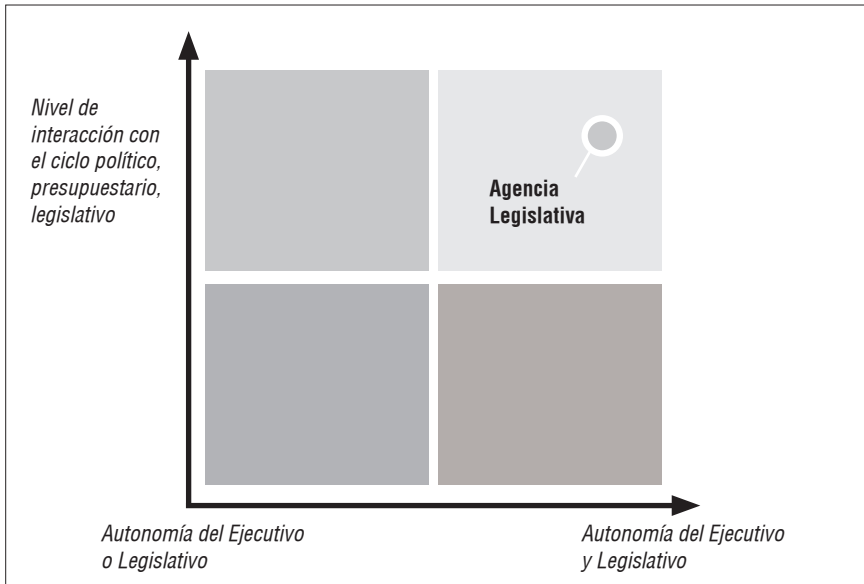 Nivel de
interacción con
el ciclo político,
presupuestario,
legislativo
Agencia
Legislativa
Autonomía del Ejecutivo
o Legislativo
Autonomía del Ejecutivo
y Legislativo